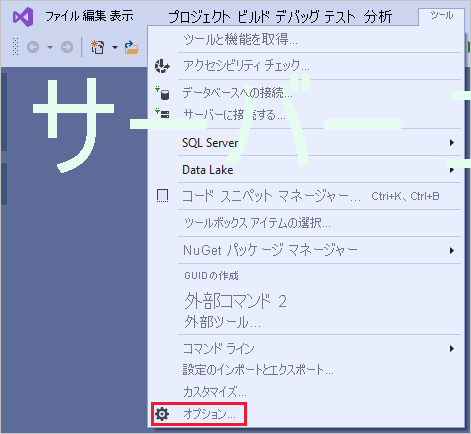 ファイル 編集 表示 プロジェクト ビルド デバッグ テスト 分析 ツール
ツールと機能を取得...
アクセシビリティ チェック...
データベースへの接続...
サーバーに接続する...
サーバー エ
SQL Server
Data Lake
コード スニペット マネージャー... Ctrl+K、Ctrl+B
ツールボックス アイテムの選択...
NuGet パッケージ マネージャー
GUIDの作成
外部コマンド 2
外部ツール...
コマンド ライン
設定のインポートとエクスポート...
カスタマイズ...
オプション...